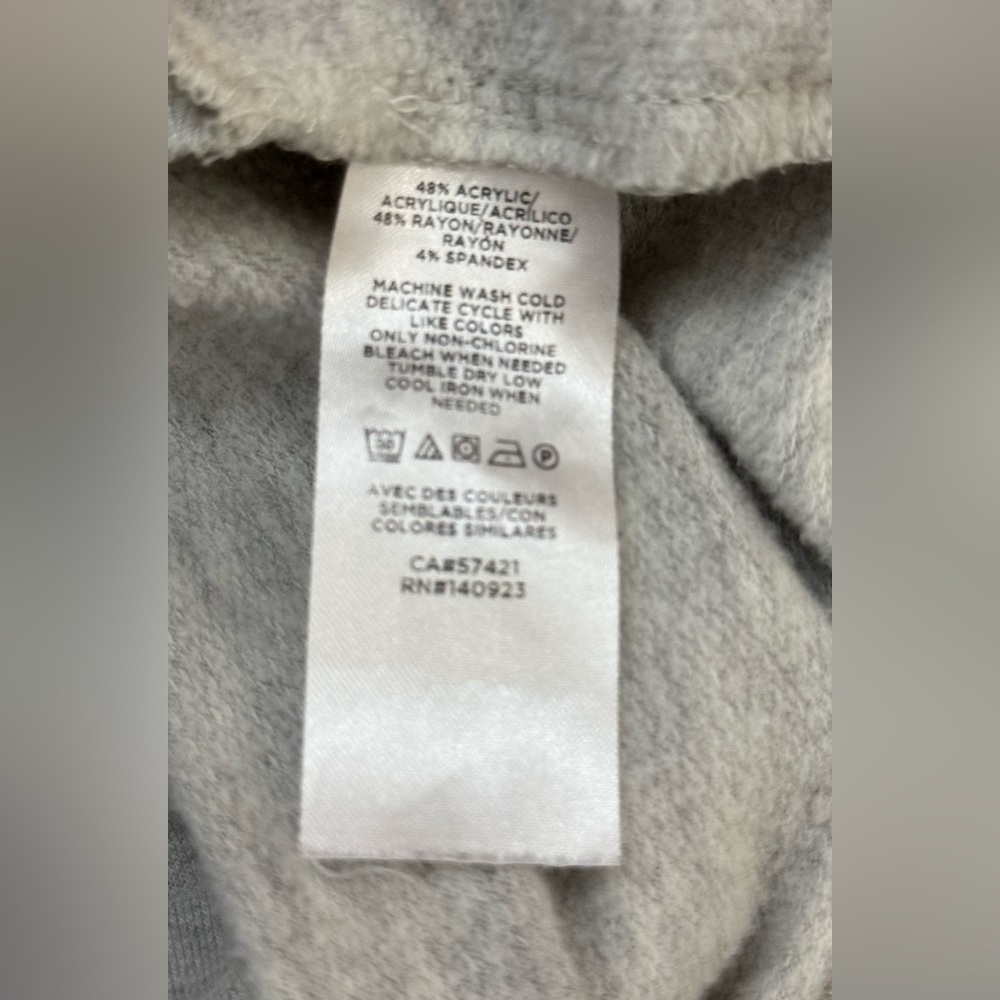 48% ACRYLIC/
ACRYLIQUE/ACRÍLICO
48% RAYON/RAYONNE/
RAYÓN
4% SPANDEX
MACHINE WASH COLD
DELICATE CYCLE WITH
LIKE COLORS
ONLY NON-CHLORINE
BLEACH WHEN NEEDED
TUMBLE DRY LOW
COOL IRON WHEN
NEEDED
30 P
AVEC DES COULEURS
SEMBLABLES/CON
COLORES SIMILARES
CA#57421
RN#140923